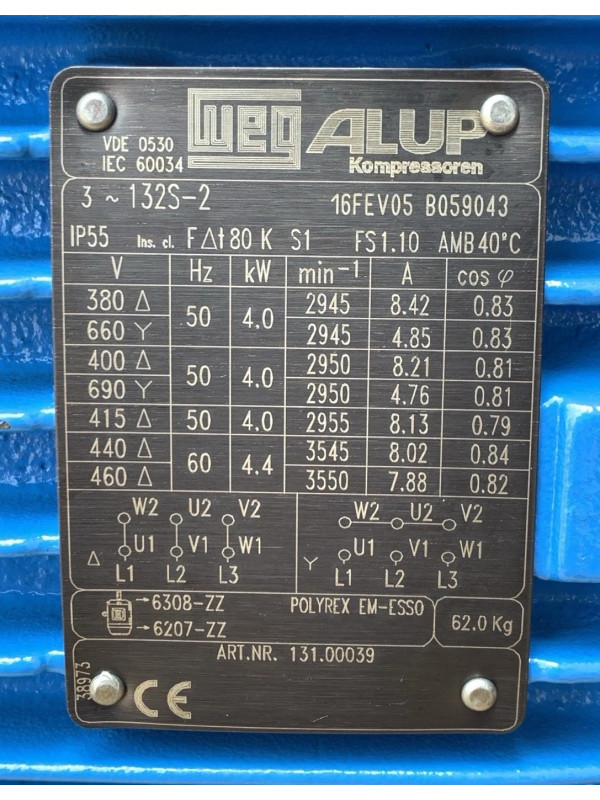 VDE 0530
IEC 60034
WEG ALUP
Kompressoren
3 ~ 132S-2 16FEV05 BQ59043
IP55 Ins. cl. F Δt 80 K S1 FS1.10 AMB 40°C
V Hz kW min⁻¹ A cos φ
380 Δ 50 4.0 2945 8.42 0.83
660 Y 2945 4.85 0.83
400 Δ 50 4.0 2950 8.21 0.81
690 Y 2950 4.76 0.81
415 Δ 50 4.0 2955 8.13 0.79
440 Δ 60 4.4 3545 8.02 0.84
460 Δ 3550 7.88 0.82
W2 U2 V2 W2 U2 V2
Δ U1 V1 W1 Y U1 V1 W1
L1 L2 L3 L1 L2 L3
→6308-ZZ POLYREX EM-ESSO
→6207-ZZ 62.0 Kg
ART.NR. 131.00039
38973
CE